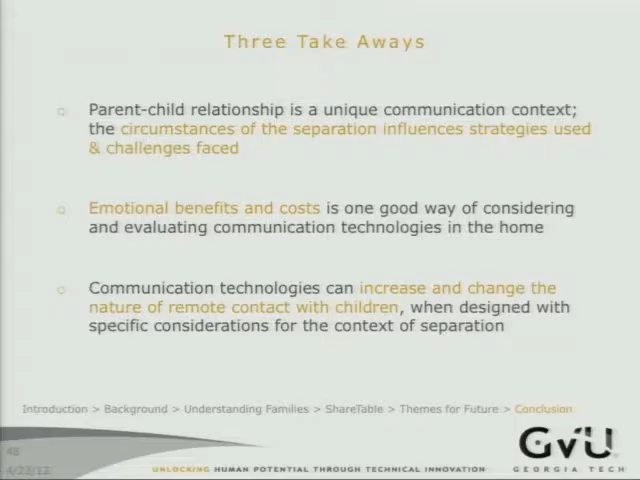 Three Take Aways
Parent-child relationship is a unique communication context;
the circumstances of the separation influences strategies used
& challenges faced
Emotional benefits and costs is one good way of considering
and evaluating communication technologies in the home
Communication technologies can increase and change the
nature of remote contact with children, when designed with
specific considerations for the context of separation
Introduction > Background > Understanding Families > ShareTable > Themes for Future > Conclusion
48
4/23/12
UNLOCKING HUMAN POTENTIAL THROUGH TECHNICAL INNOVATION
GVU
GEORGIA TECH